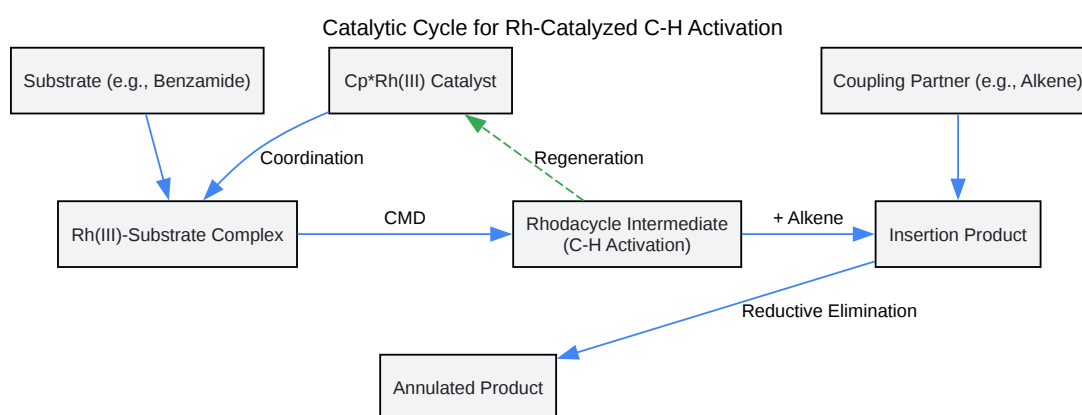 Catalytic Cycle for Rh-Catalyzed C-H Activation
Substrate (e.g., Benzamide)
Cp*Rh(III) Catalyst
Coupling Partner (e.g., Alkene)
Coordination
Regeneration
Rh(III)-Substrate Complex
CMD
Rhodacycle Intermediate
(C-H Activation)
+ Alkene
Insertion Product
Reductive Elimination
Annulated Product